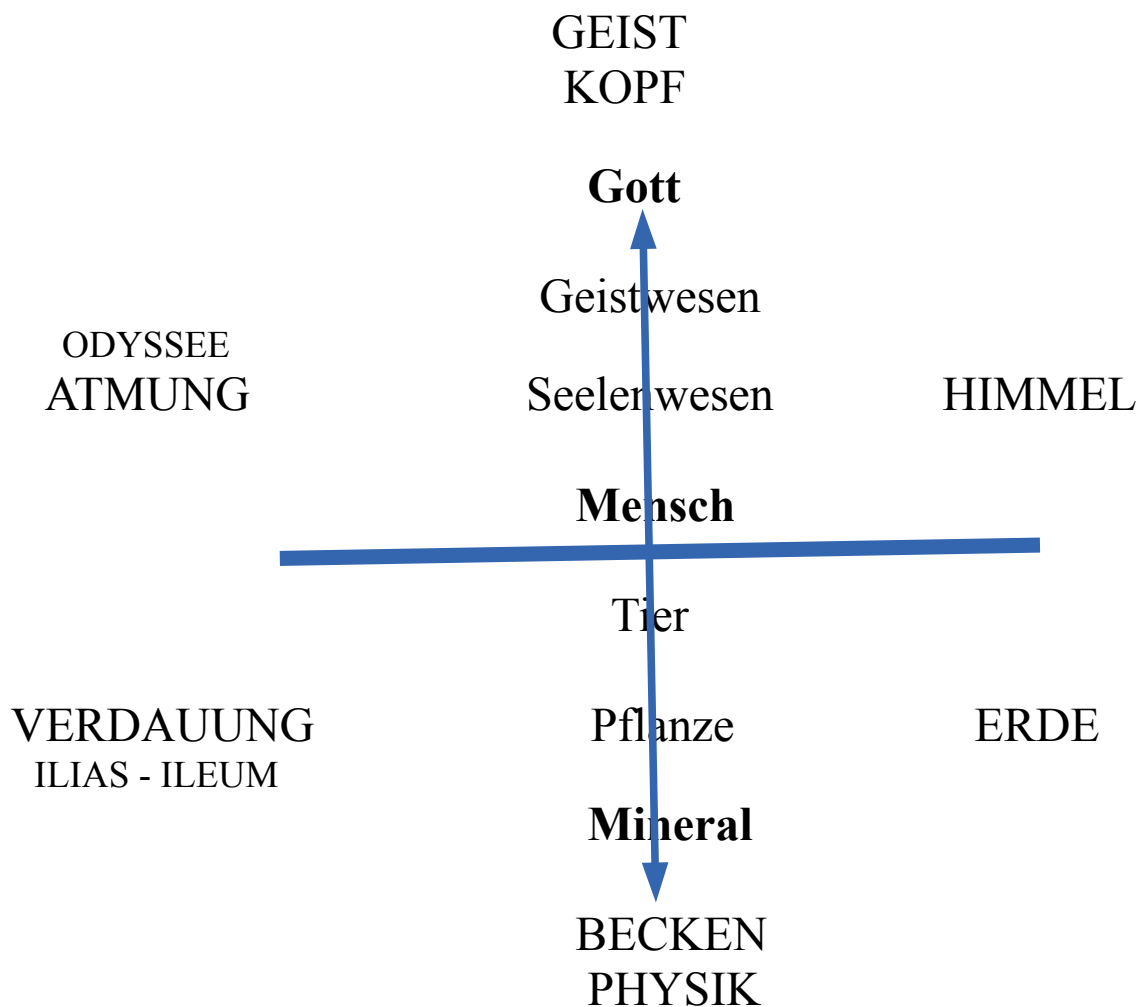 GEIST
KOPF
Gott
Geistwesen
ODYSSEE
ATMUNG
Seelenwesen
HIMMEL
Mensch
Tier
VERDAUUNG
ILIAS - ILEUM
Pflanze
ERDE
Mineral
BECKEN
PHYSIK